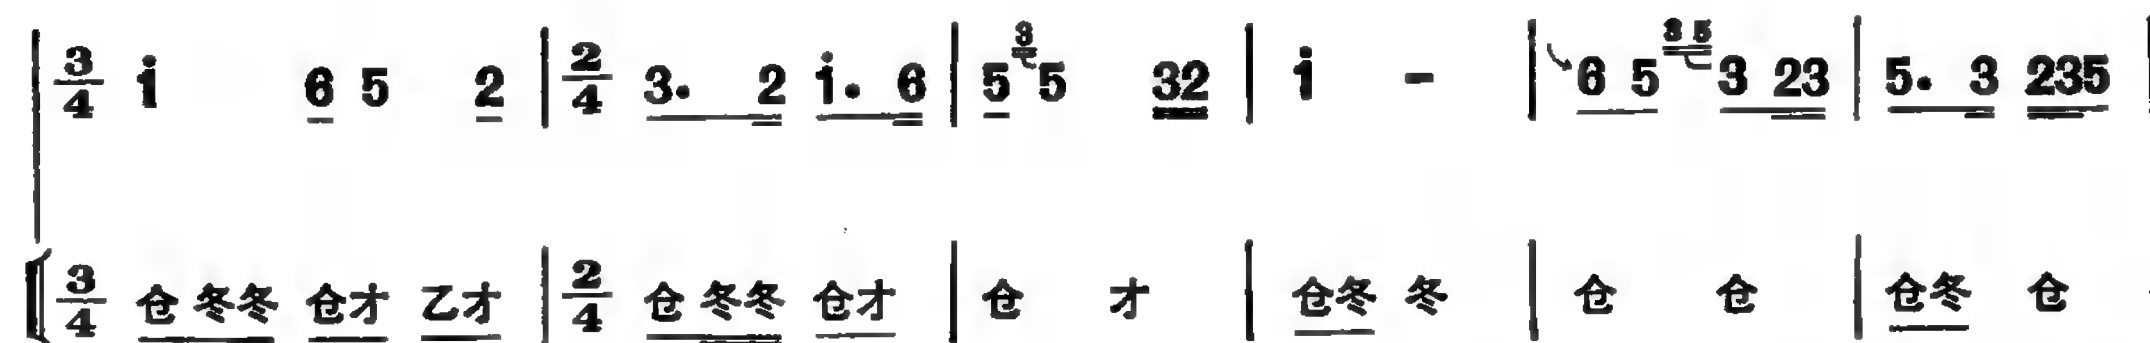 3/4 i 6 5 2 | 2/4 3. 2 i. 6 | 5 3 5 32 | i - | 6 5 35 3 23 | 5. 3 235
3/4 仓 冬冬 仓才 乙才 | 2/4 仓 冬冬 仓才 | 仓 才 | 仓冬 冬 | 仓 仓 | 仓冬 仓